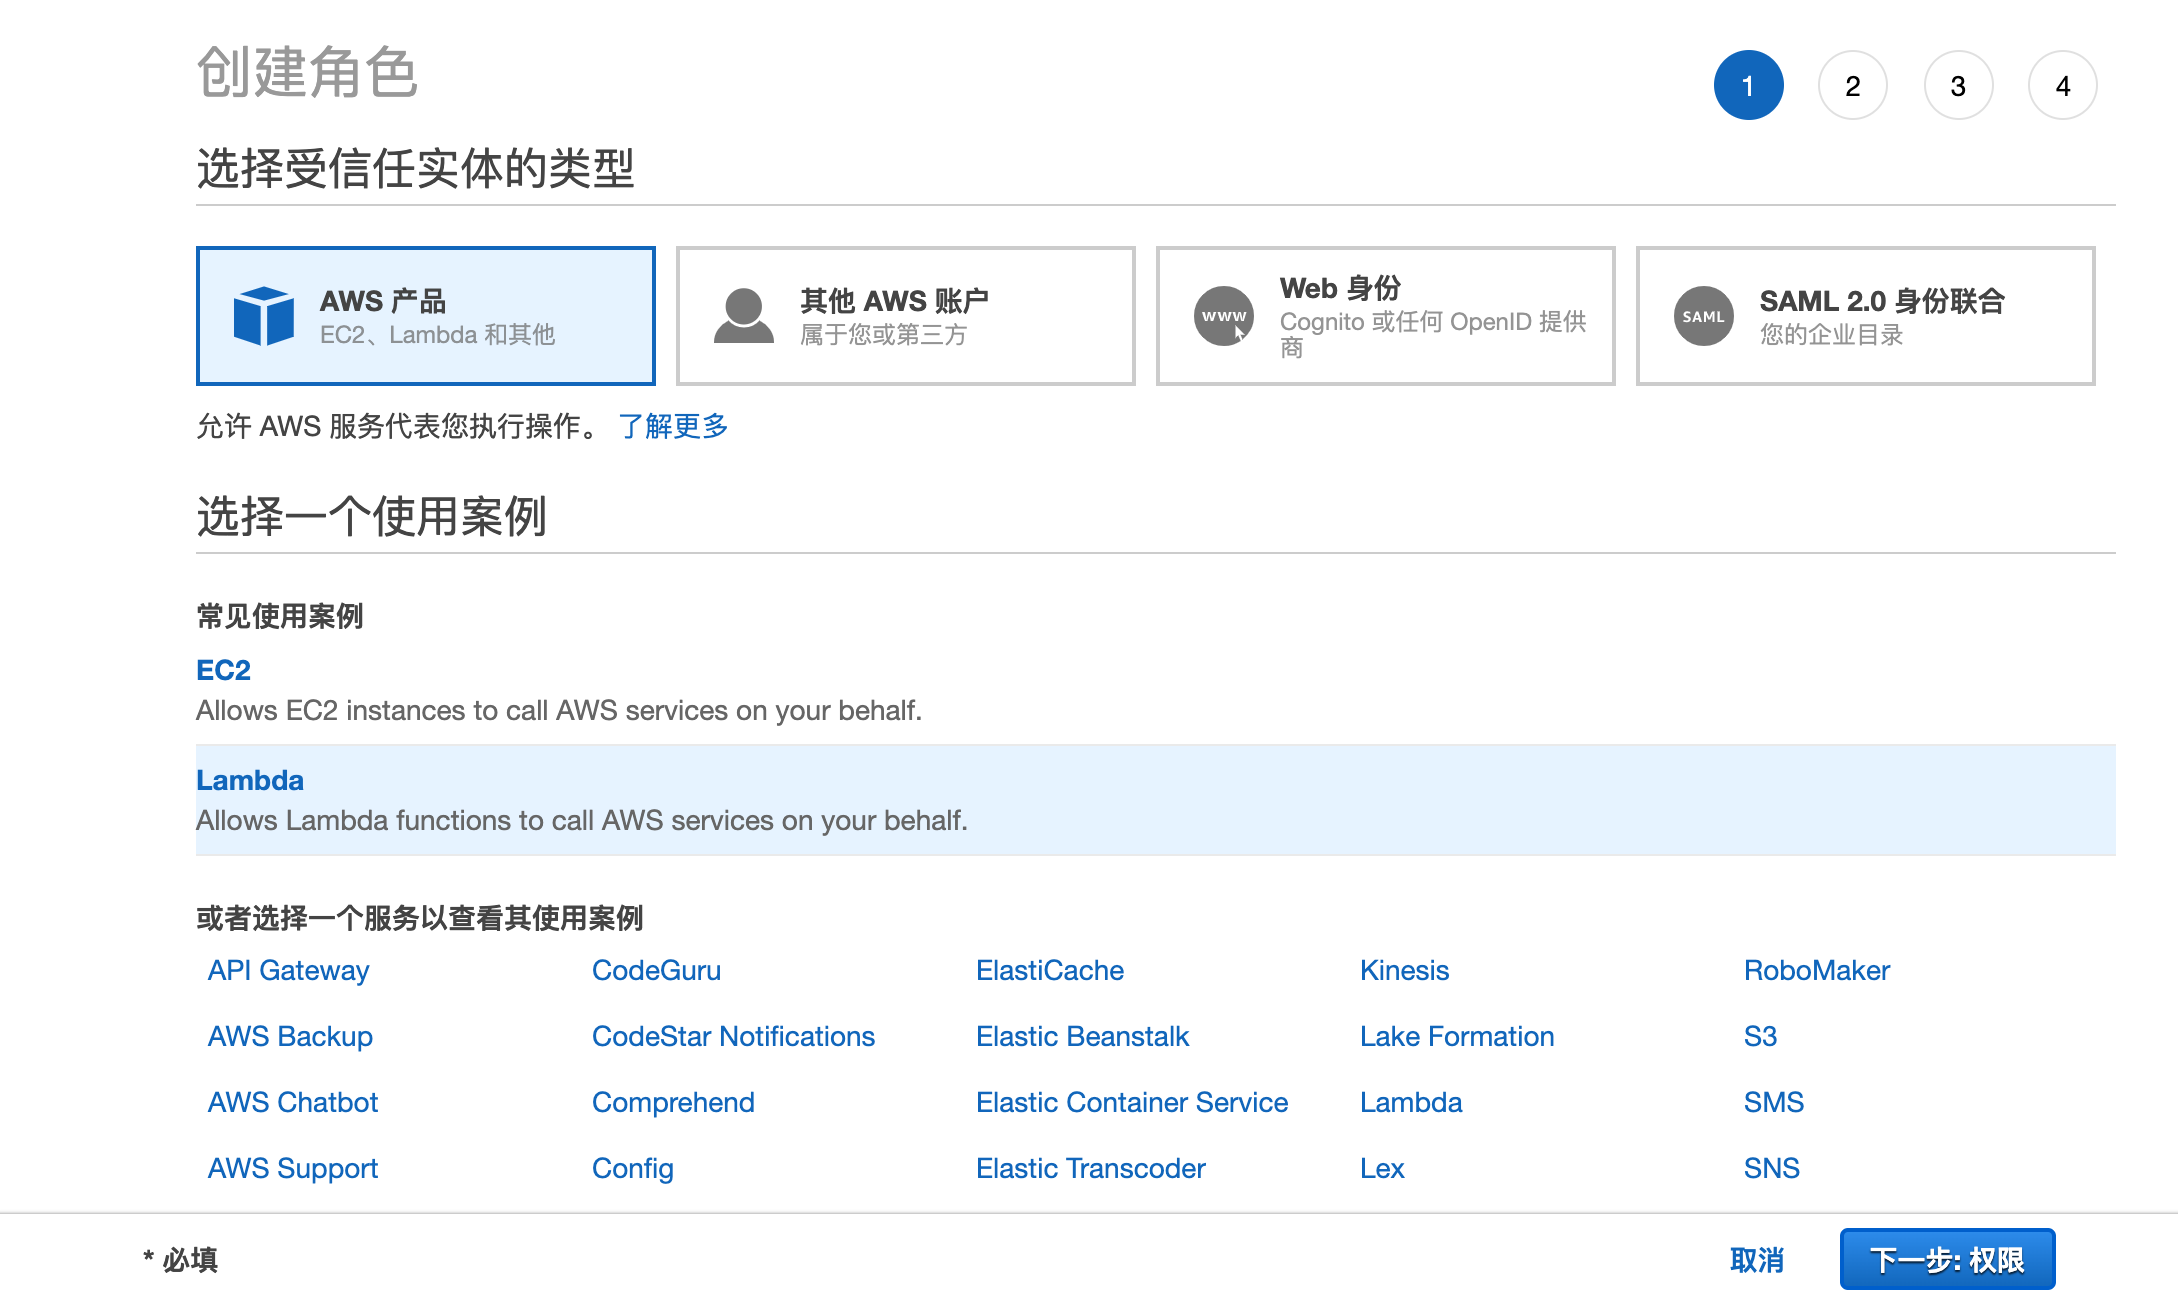 创建角色
1
2
3
4
选择受信任实体的类型
AWS 产品
EC2、Lambda 和其他
其他 AWS 账户
属于您或第三方
www
Web 身份
Cognito 或任何 OpenID 提供
商
SAML
SAML 2.0 身份联合
您的企业目录
允许 AWS 服务代表您执行操作。 了解更多
选择一个使用案例
常见使用案例
EC2
Allows EC2 instances to call AWS services on your behalf.
Lambda
Allows Lambda functions to call AWS services on your behalf.
或者选择一个服务以查看其使用案例
API Gateway CodeGuru ElastiCache Kinesis RoboMaker
AWS Backup CodeStar Notifications Elastic Beanstalk Lake Formation S3
AWS Chatbot Comprehend Elastic Container Service Lambda SMS
AWS Support Config Elastic Transcoder Lex SNS
* 必填
取消
下一步: 权限